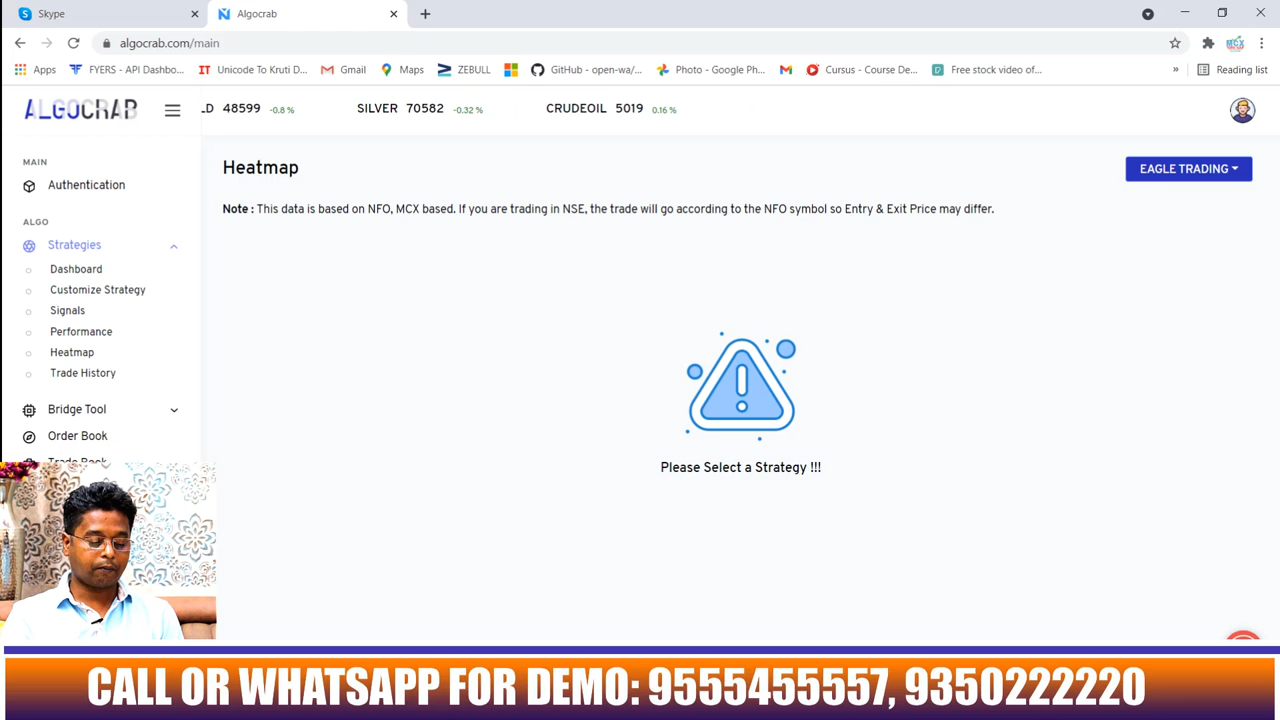 Skype
Algocrab
algocrab.com/main
Apps
FYERS - API Dashbo...
Unicode To Kruti D...
Gmail
Maps
ZEBULL
GitHub - open-wa/...
Photo - Google Ph...
Cursus - Course De...
Free stock video of...
»
Reading list
ALGOCRAB
LD 48599 -0.8 %
SILVER 70582 -0.32 %
CRUDEOIL 5019 0.16 %
MAIN
Authentication
ALGO
Strategies
Dashboard
Customize Strategy
Signals
Performance
Heatmap
Trade History
Bridge Tool
Order Book
Trade Book
Heatmap
EAGLE TRADING
Note : This data is based on NFO, MCX based. If you are trading in NSE, the trade will go according to the NFO symbol so Entry & Exit Price may differ.
Please Select a Strategy !!!
CALL OR WHATSAPP FOR DEMO: 9555455557, 9350222220